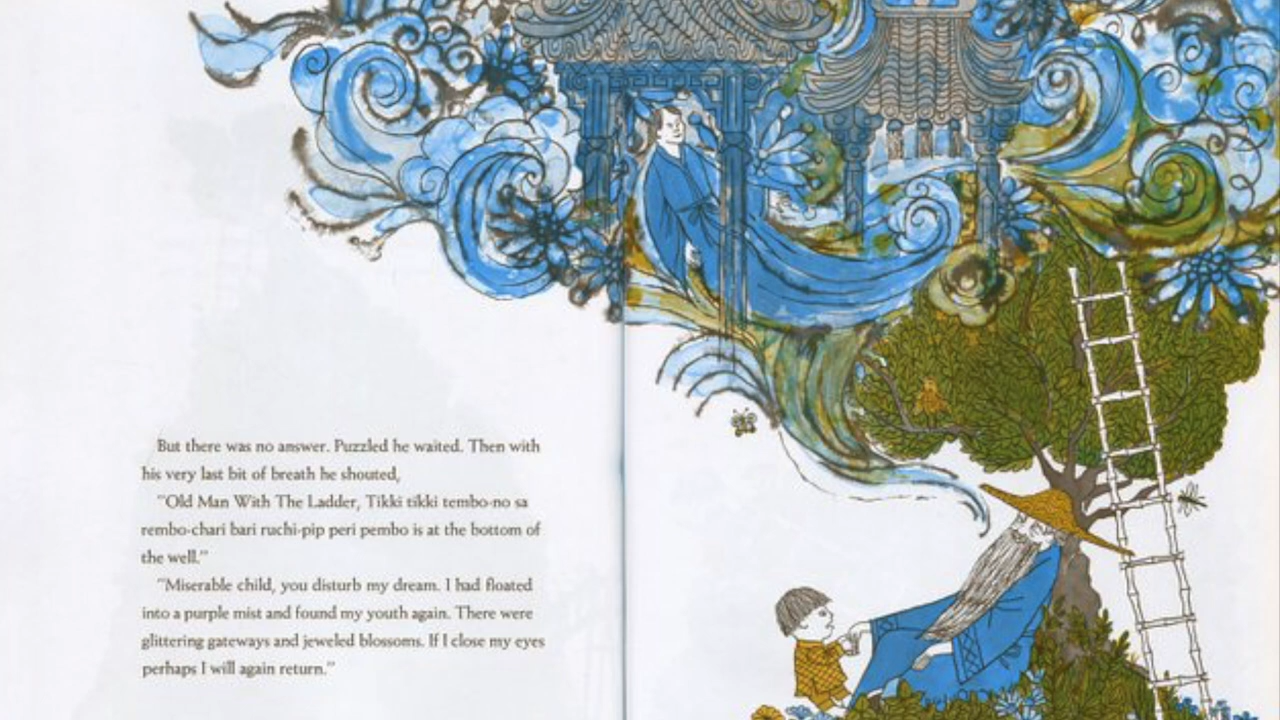 But there was no answer. Puzzled he waited. Then with
his very last bit of breath he shouted,
"Old Man With The Ladder, Tikki tikki tembo-no sa
rembo-chari bari ruchi-pip peri pembo is at the bottom of
the well."
"Miserable child, you disturb my dream. I had floated
into a purple mist and found my youth again. There were
glittering gateways and jeweled blossoms. If I close my eyes
perhaps I will again return."